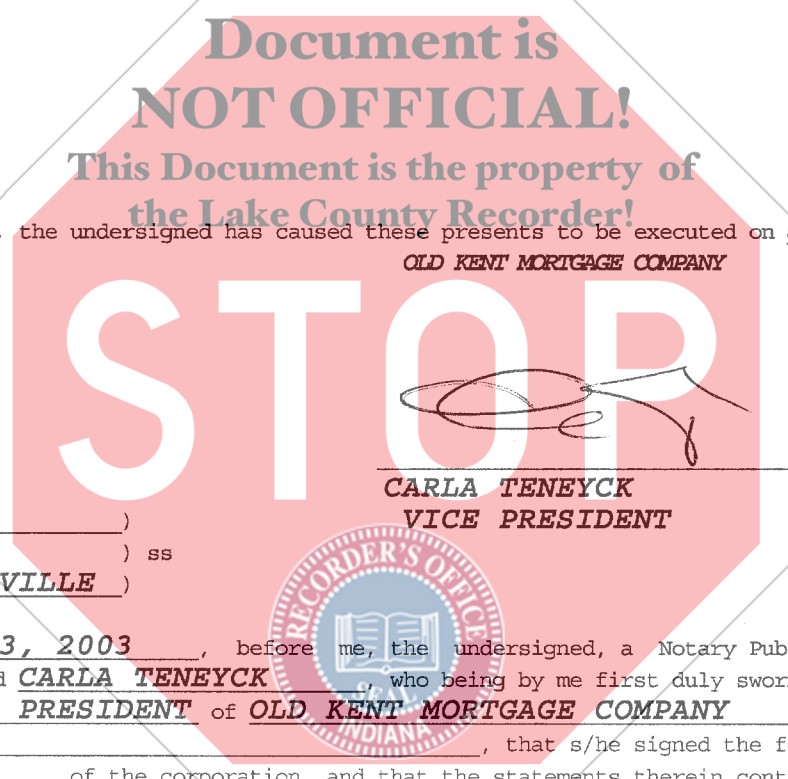 Document is
NOT OFFICIAL!
This Document is the property of
the Lake County Recorder!
the undersigned has caused these presents to be executed on
OLD KENT MORTGAGE COMPANY
STOP
CARLA TENEYCK
VICE PRESIDENT
)
) ss
VILLE )
RECORDER'S OFFICE
SEAL
INDIANA
3, 2003, before me, the undersigned, a Notary Pub
CARLA TENEYCK, who being by me first duly swor
PRESIDENT of OLD KENT MORTGAGE COMPANY
, that s/he signed the f
of the corporation, and that the statements therein cont